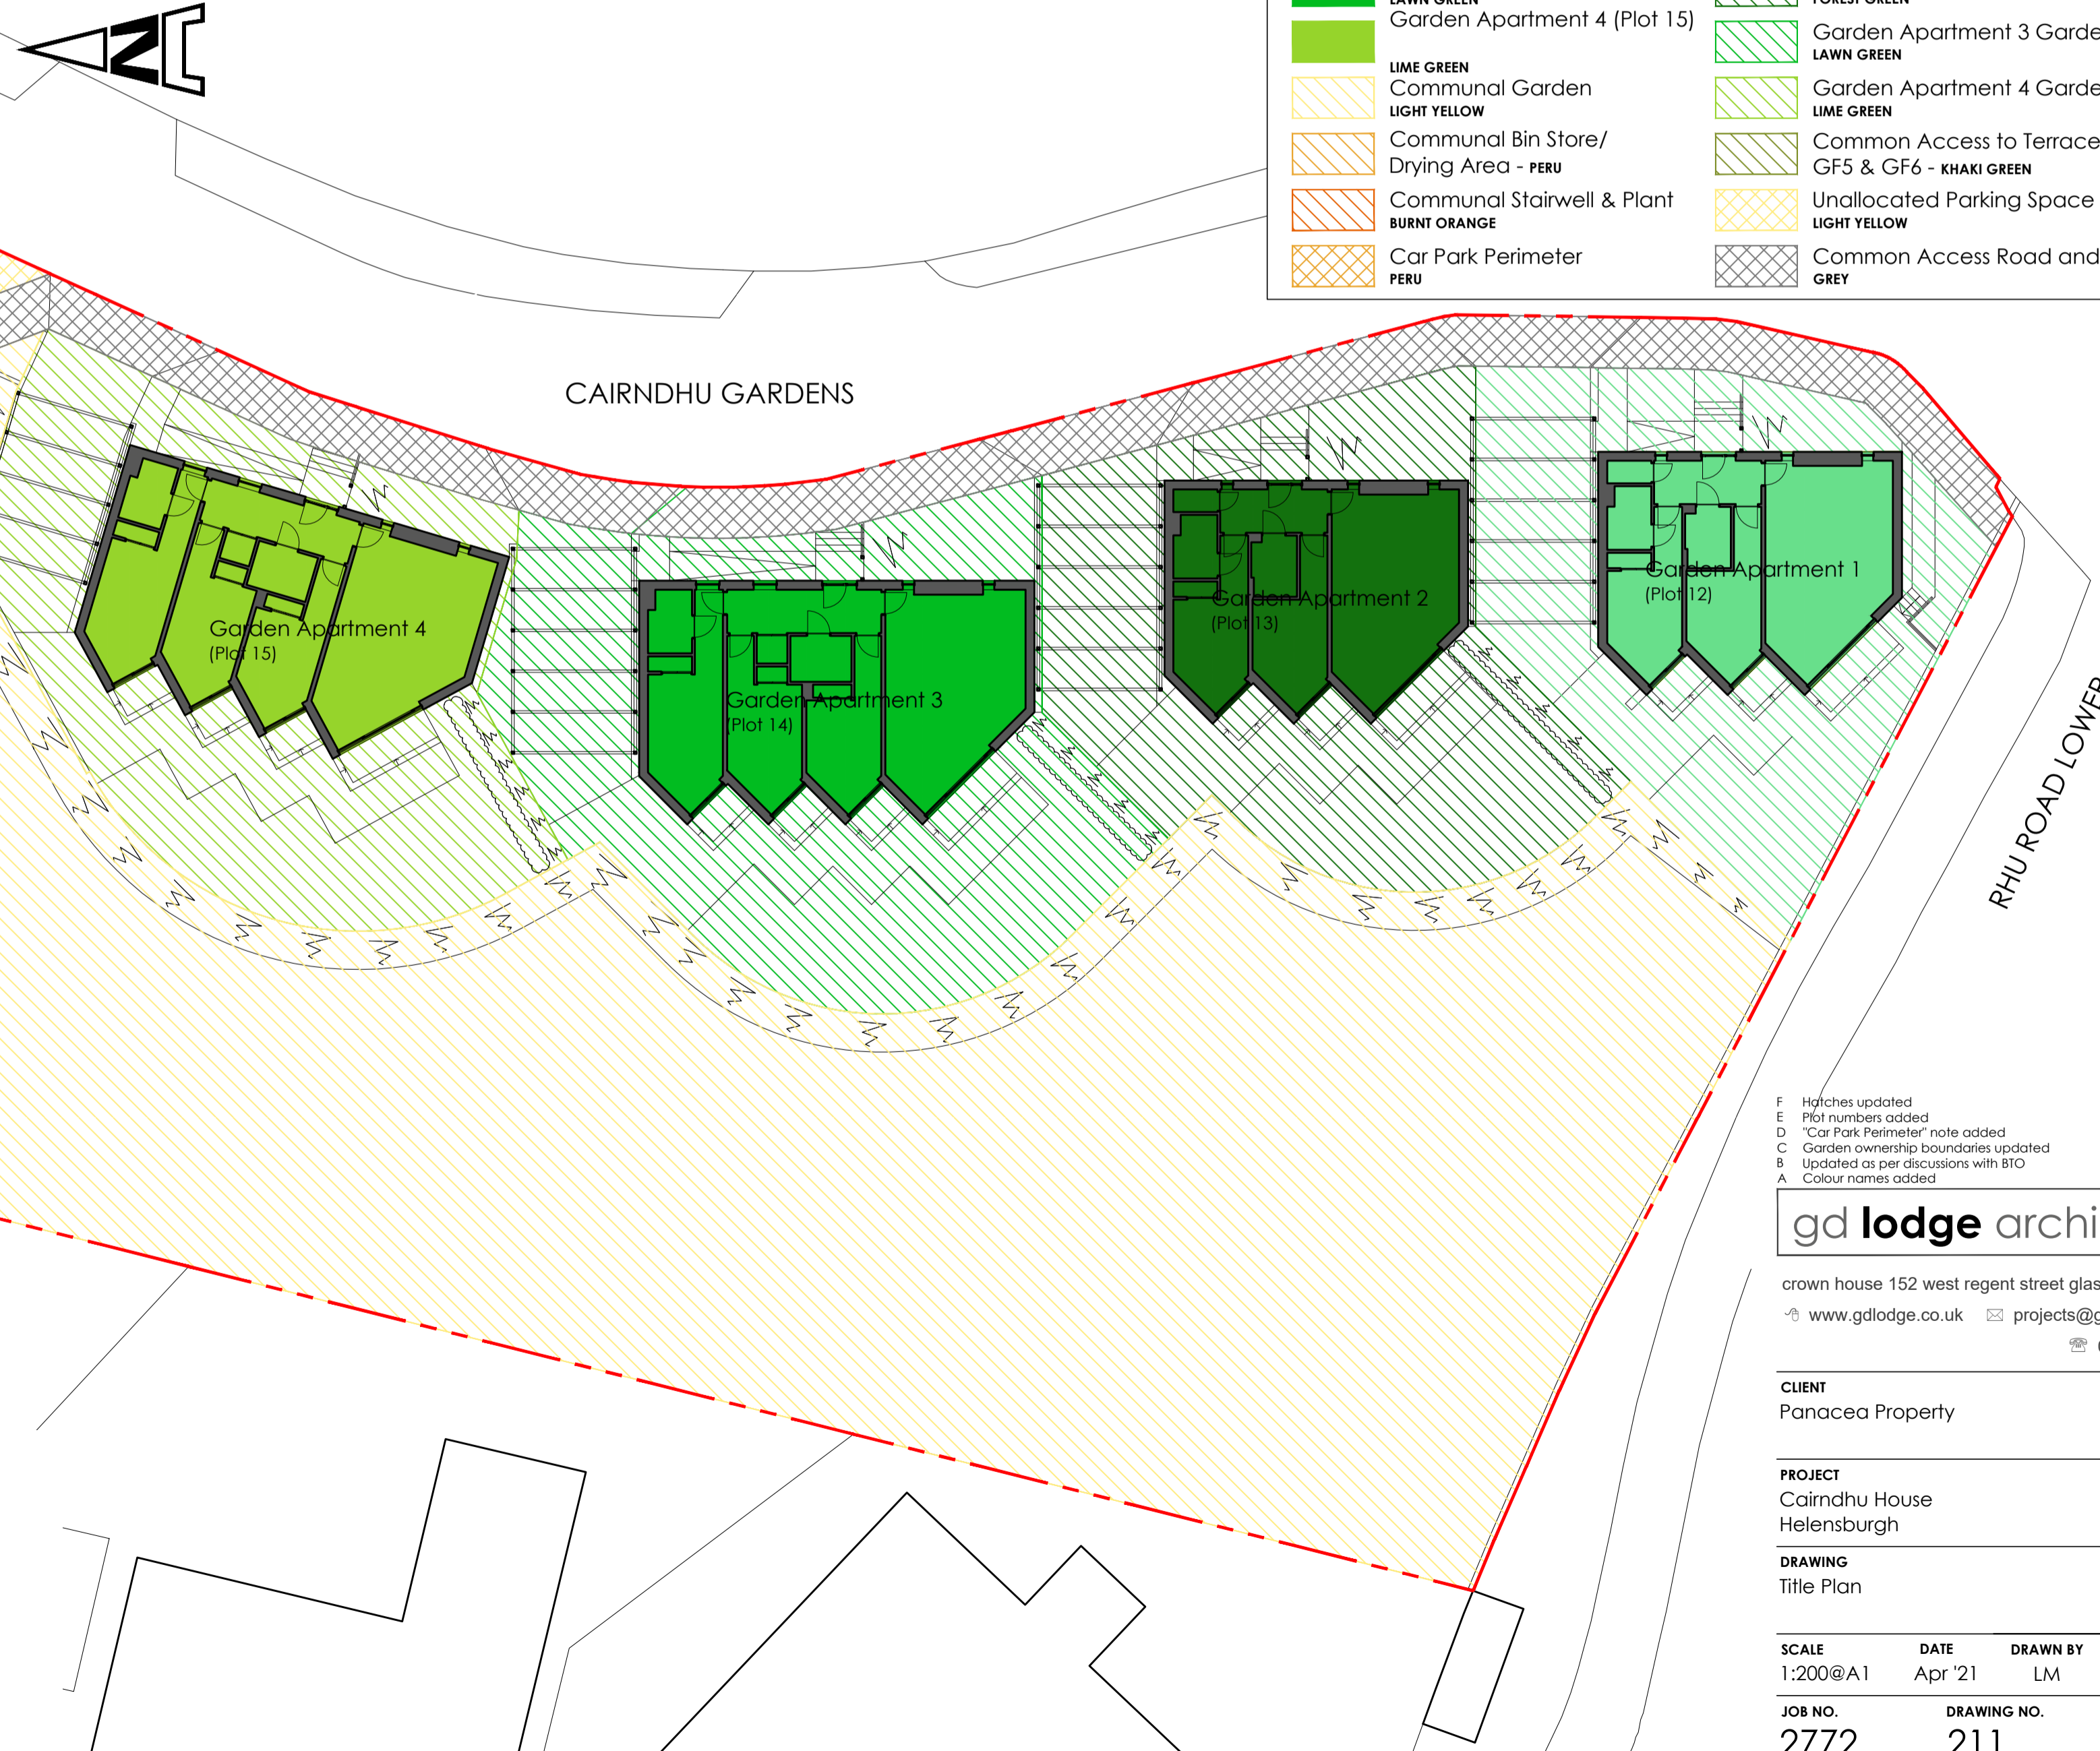 LAWN GREEN
Garden Apartment 4 (Plot 15)
LIME GREEN
Communal Garden
LIGHT YELLOW
Communal Bin Store/
Drying Area - PERU
Communal Stairwell & Plant
BURNT ORANGE
Car Park Perimeter
PERU
FOREST GREEN
Garden Apartment 3 Garde
LAWN GREEN
Garden Apartment 4 Garde
LIME GREEN
Common Access to Terrace
GF5 & GF6 - KHAKI GREEN
Unallocated Parking Space
LIGHT YELLOW
Common Access Road and
GREY
N
CAIRNDHU GARDENS
Garden Apartment 4
(Plot 15)
Garden Apartment 3
(Plot 14)
Garden Apartment 2
(Plot 13)
Garden Apartment 1
(Plot 12)
RHU ROAD LOWER
F Hatches updated
E Plot numbers added
D "Car Park Perimeter" note added
C Garden ownership boundaries updated
B Updated as per discussions with BTO
A Colour names added
gd lodge archi
crown house 152 west regent street glas
www.gdlodge.co.uk projects@g
CLIENT
Panacea Property
PROJECT
Cairndhu House
Helensburgh
DRAWING
Title Plan
SCALE DATE DRAWN BY
1:200@A1 Apr '21 LM
JOB NO. DRAWING NO.
2772 211